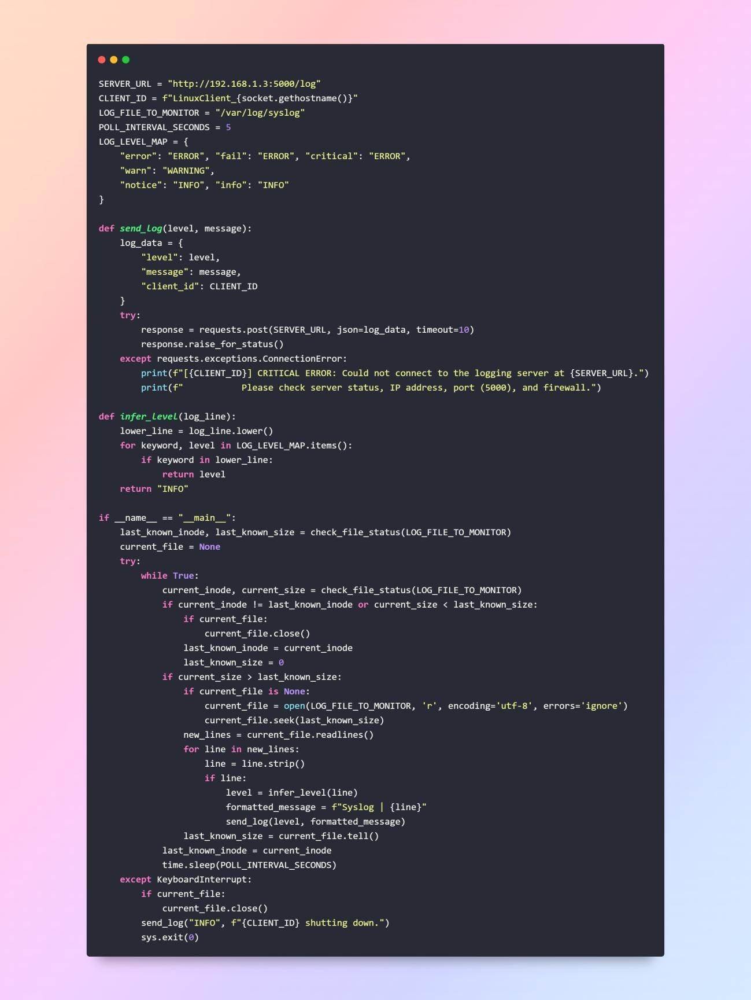 SERVER_URL = "http://192.168.1.3:5000/log"
CLIENT_ID = f"LinuxClient_{socket.gethostname()}"
LOG_FILE_TO_MONITOR = "/var/log/syslog"
POLL_INTERVAL_SECONDS = 5
LOG_LEVEL_MAP = {
    "error": "ERROR", "fail": "ERROR", "critical": "ERROR",
    "warn": "WARNING",
    "notice": "INFO", "info": "INFO"
}

def send_log(level, message):
    log_data = {
        "level": level,
        "message": message,
        "client_id": CLIENT_ID
    }
    try:
        response = requests.post(SERVER_URL, json=log_data, timeout=10)
        response.raise_for_status()
    except requests.exceptions.ConnectionError:
        print(f"[{CLIENT_ID}] CRITICAL ERROR: Could not connect to the logging server at {SERVER_URL}.")
        print(f"           Please check server status, IP address, port (5000), and firewall.")

def infer_level(log_line):
    lower_line = log_line.lower()
    for keyword, level in LOG_LEVEL_MAP.items():
        if keyword in lower_line:
            return level
    return "INFO"

if __name__ == "__main__":
    last_known_inode, last_known_size = check_file_status(LOG_FILE_TO_MONITOR)
    current_file = None
    try:
        while True:
            current_inode, current_size = check_file_status(LOG_FILE_TO_MONITOR)
            if current_inode != last_known_inode or current_size < last_known_size:
                if current_file:
                    current_file.close()
                last_known_inode = current_inode
                last_known_size = 0
            if current_size > last_known_size:
                if current_file is None:
                    current_file = open(LOG_FILE_TO_MONITOR, 'r', encoding='utf-8', errors='ignore')
                    current_file.seek(last_known_size)
                new_lines = current_file.readlines()
                for line in new_lines:
                    line = line.strip()
                    if line:
                        level = infer_level(line)
                        formatted_message = f"Syslog | {line}"
                        send_log(level, formatted_message)
                last_known_size = current_file.tell()
            last_known_inode = current_inode
            time.sleep(POLL_INTERVAL_SECONDS)
    except KeyboardInterrupt:
        if current_file:
            current_file.close()
        send_log("INFO", f"{CLIENT_ID} shutting down.")
        sys.exit(0)